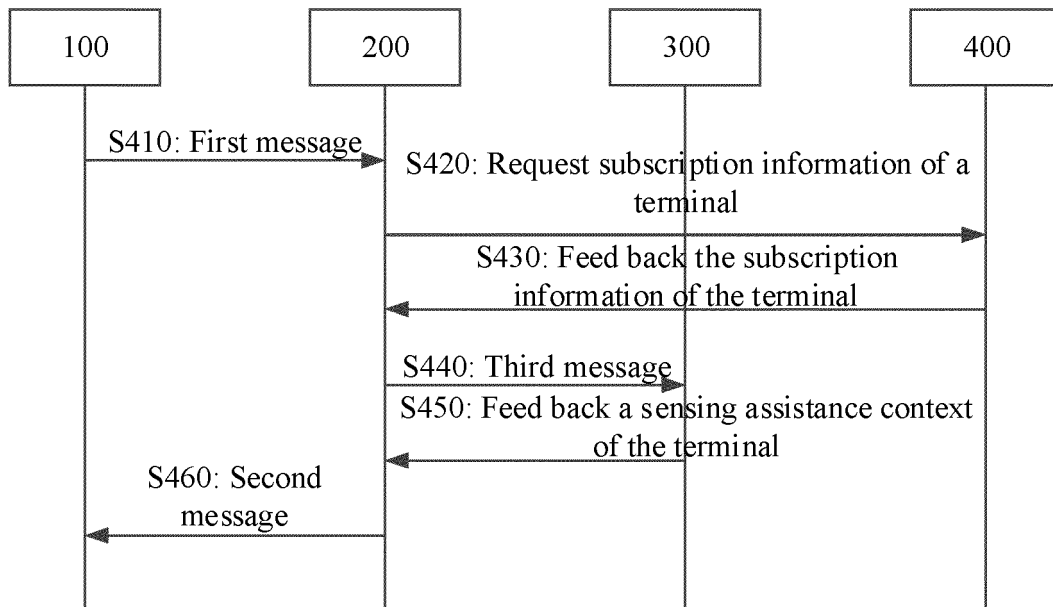 100
200
300
400
S410: First message
S420: Request subscription information of a
terminal
S430: Feed back the subscription
information of the terminal
S440: Third message
S450: Feed back a sensing assistance context
of the terminal
S460: Second
message